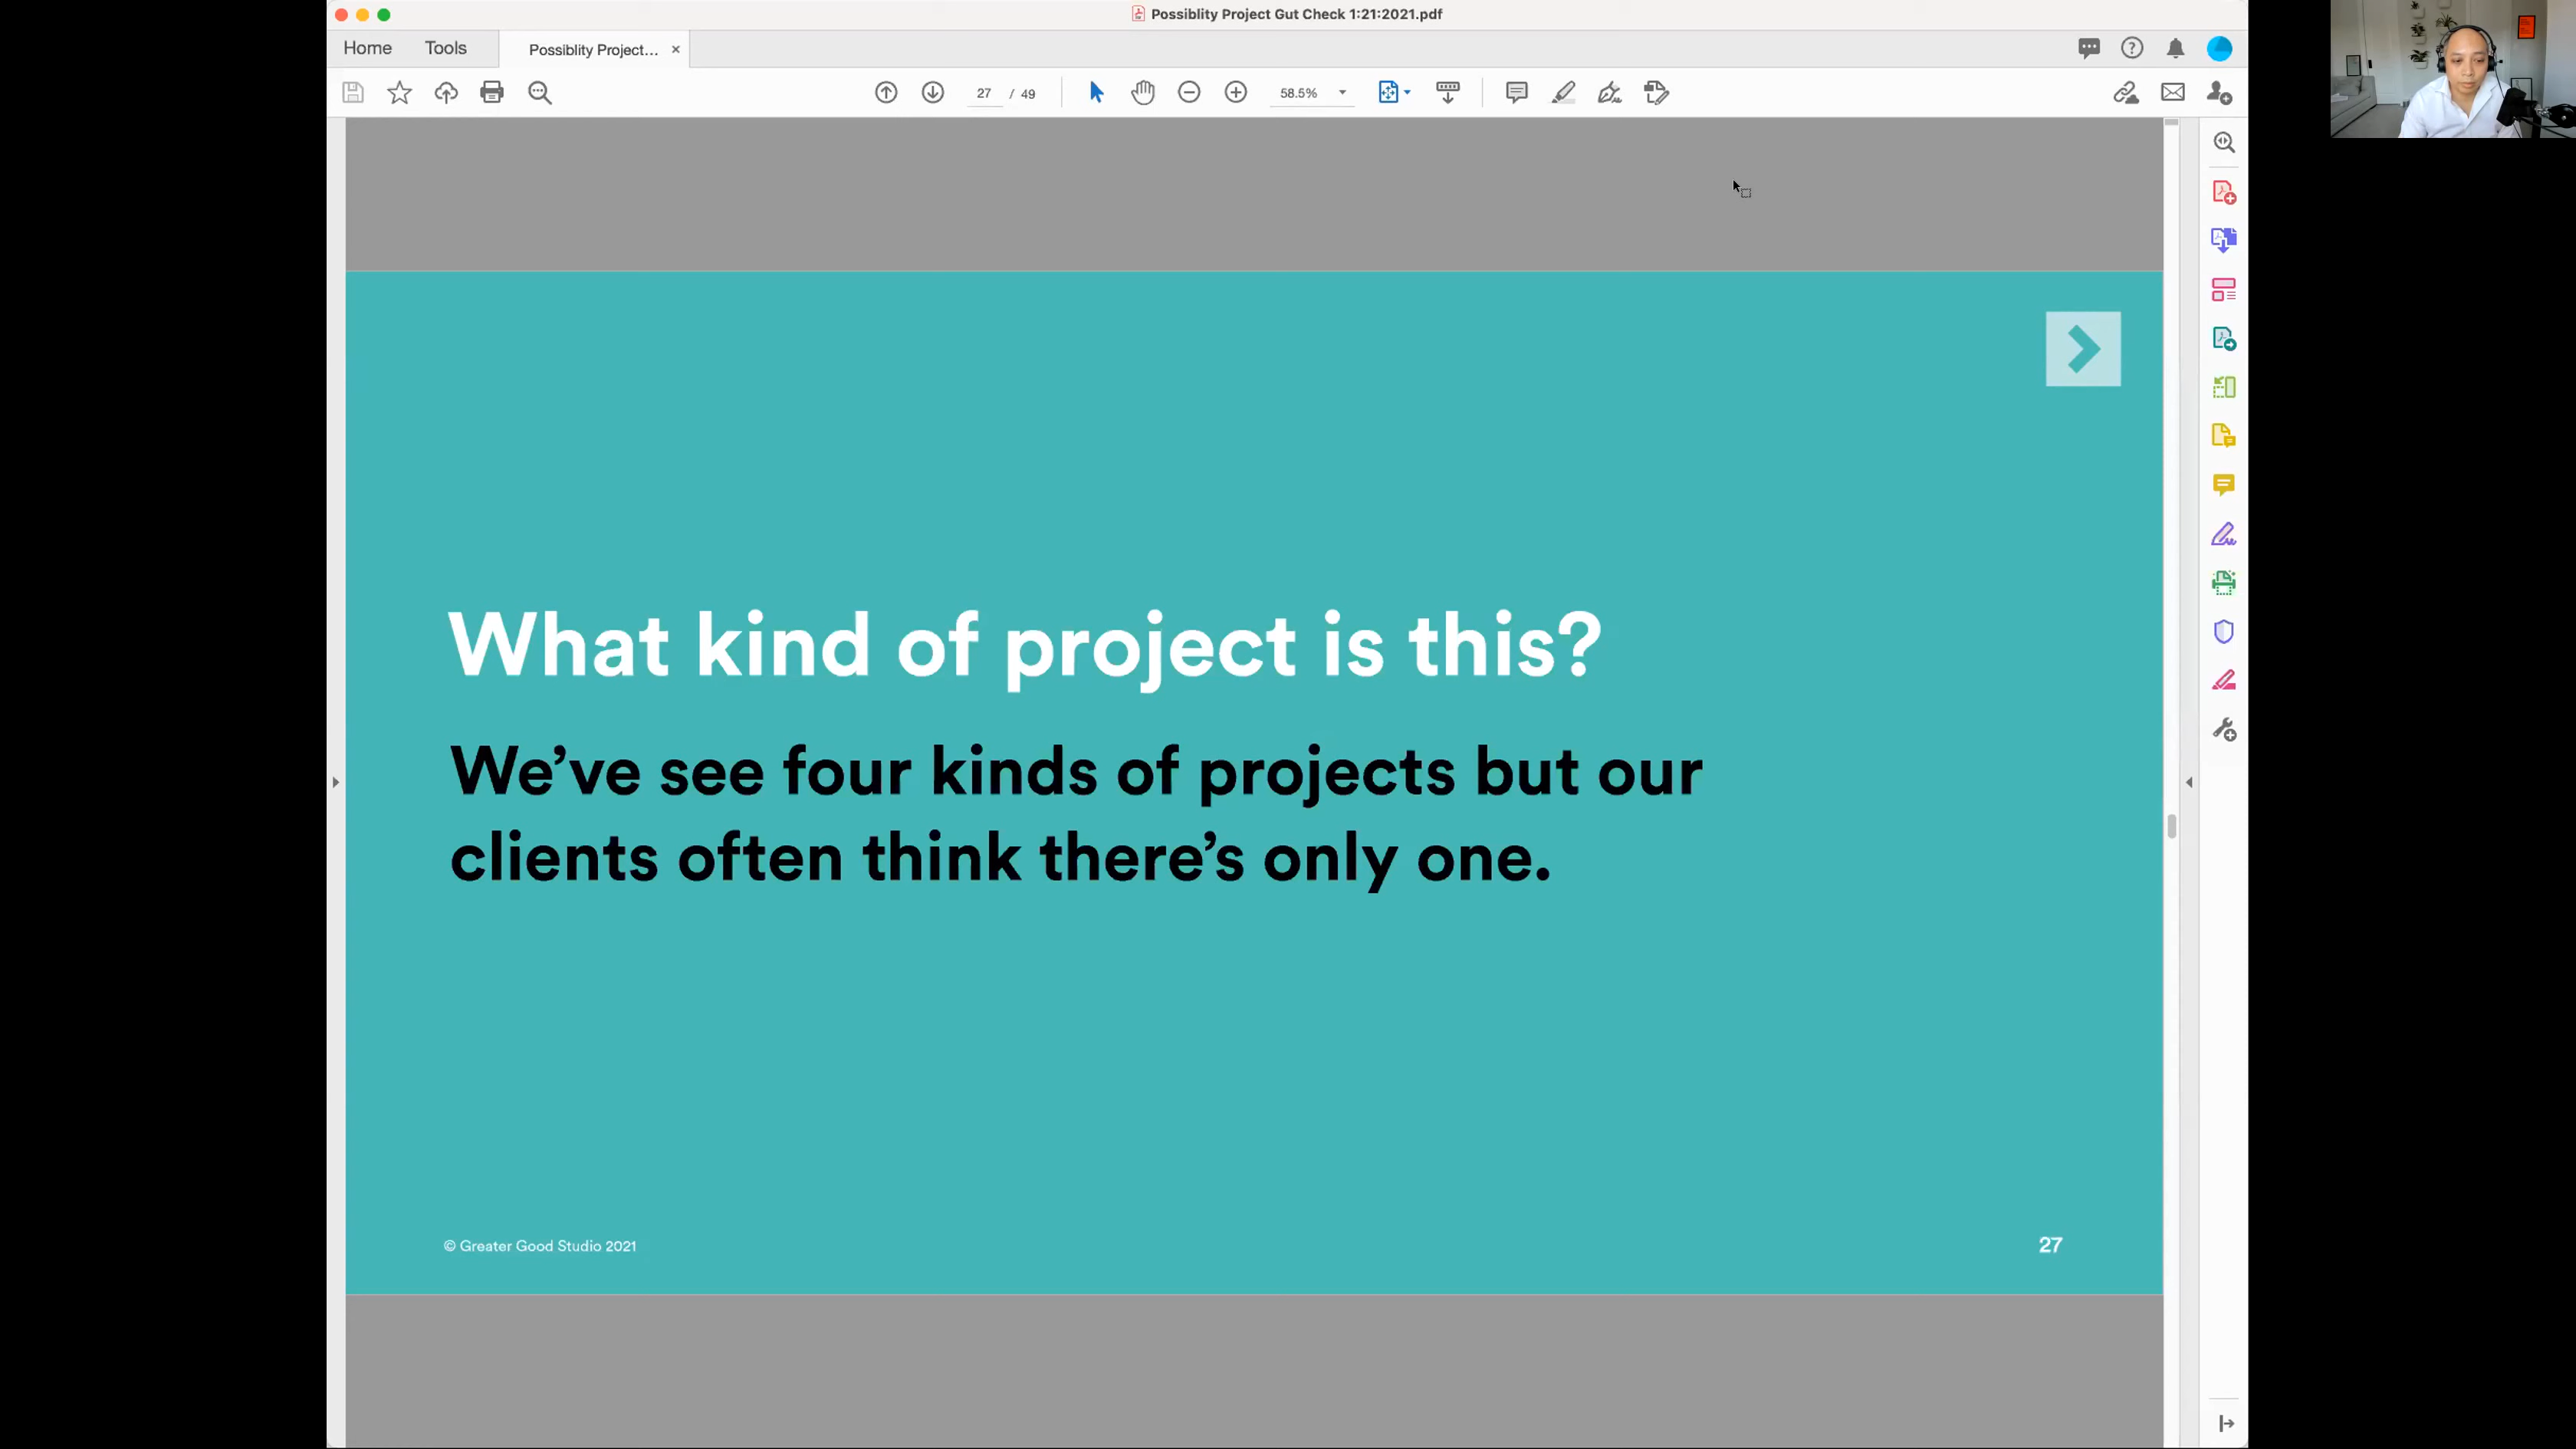 Possiblity Project Gut Check 1:21:2021.pdf
Home Tools Possiblity Project... ×
27 / 49 58.5%
What kind of project is this?
We’ve see four kinds of projects but our
clients often think there’s only one.
© Greater Good Studio 2021 27